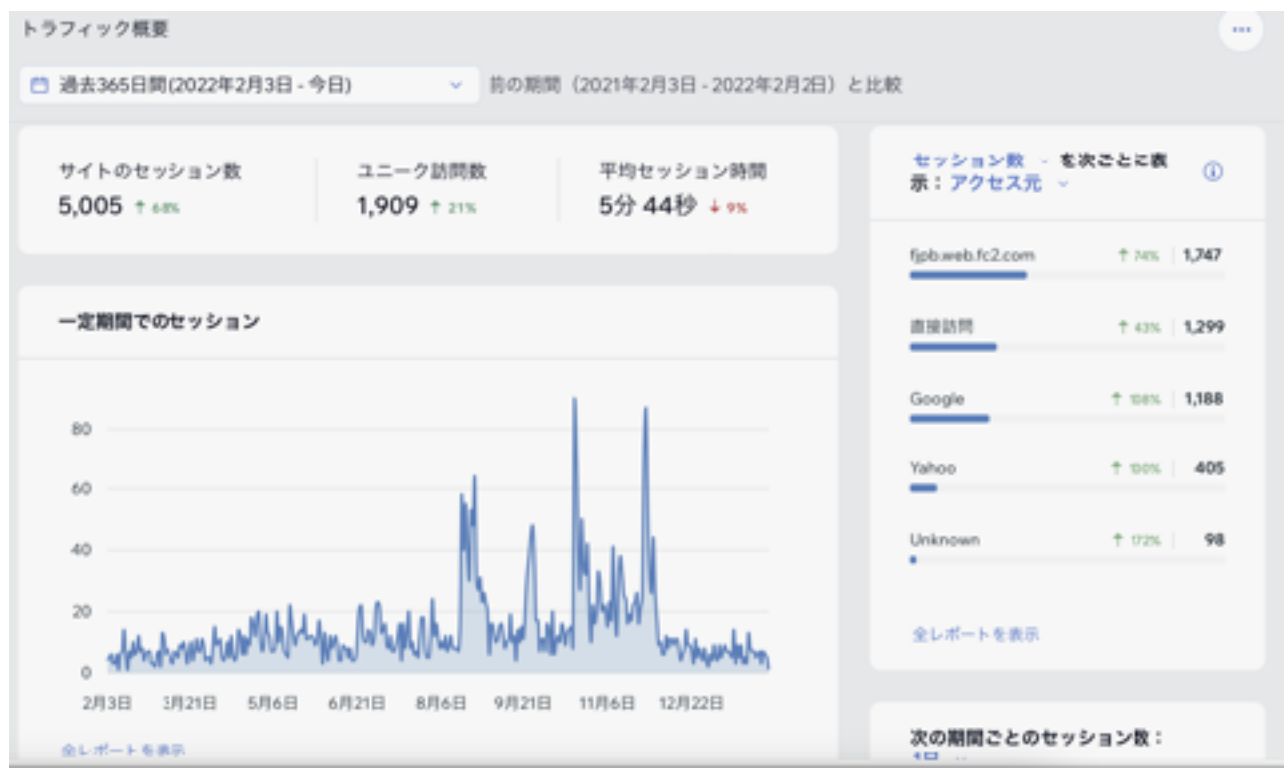 トラフィック概要
過去365日間(2022年2月3日 - 今日)
前の期間（2021年2月3日 - 2022年2月2日）と比較
サイトのセッション数
ユニーク訪問数
平均セッション時間
5,005 ↑ 68%
1,909 ↑ 21%
5分 44秒 ↓ 9%
セッション数 を次ごとに表
示：アクセス元
fjpb.web.fc2.com ↑ 74% 1,747
直接訪問 ↑ 43% 1,299
Google ↑ 108% 1,188
Yahoo ↑ 100% 405
Unknown ↑ 172% 98
全レポートを表示
一定期間でのセッション
80
60
40
20
0
2月3日 3月21日 5月6日 6月21日 8月6日 9月21日 11月6日 12月22日
全レポートを表示
次の期間ごとのセッション数：